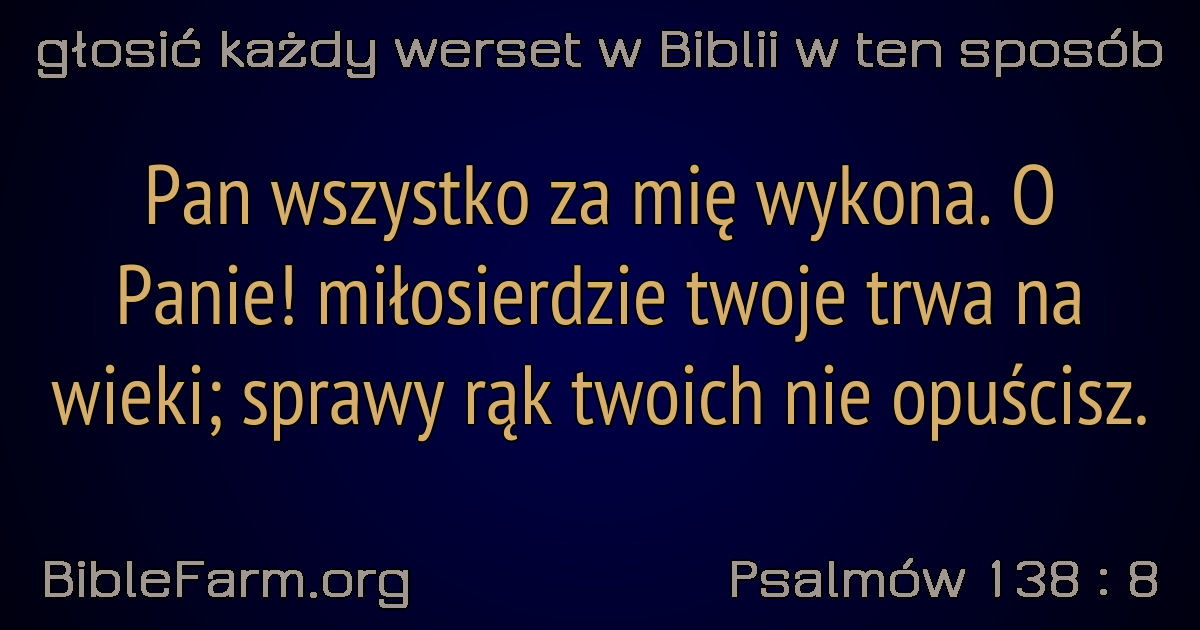 głosić każdy werset w Biblii w ten sposób
Pan wszystko za mię wykona. O
Panie! miłosierdzie twoje trwa na
wieki; sprawy rąk twoich nie opuścisz.
BibleFarm.org
Psalmów 138 : 8